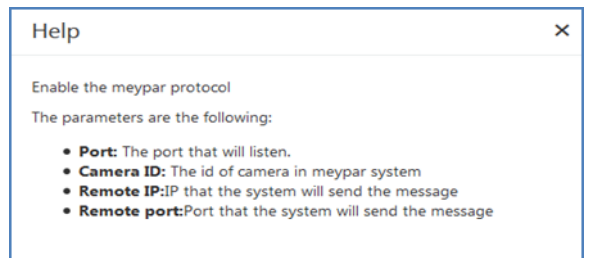 Help ×
Enable the meypar protocol
The parameters are the following:
• Port: The port that will listen.
• Camera ID: The id of camera in meypar system
• Remote IP:IP that the system will send the message
• Remote port:Port that the system will send the message